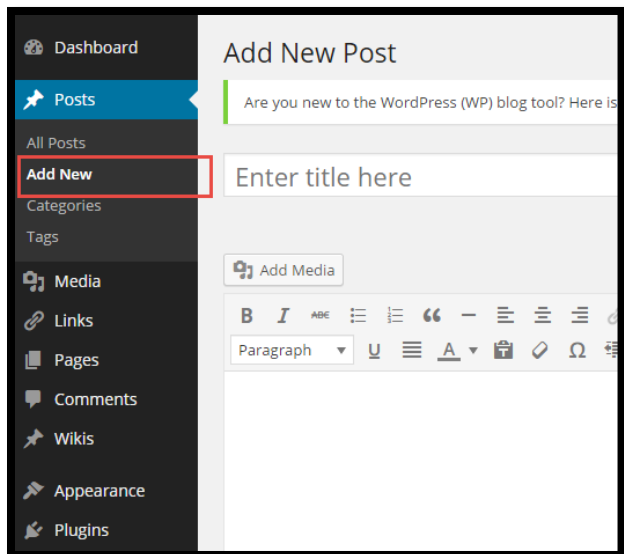 Dashboard
Posts
All Posts
Add New
Categories
Tags
Media
Links
Pages
Comments
Wikis
Appearance
Plugins
Add New Post
Are you new to the WordPress (WP) blog tool? Here is
Enter title here
Add Media
B I ABC
Paragraph U A T Ω